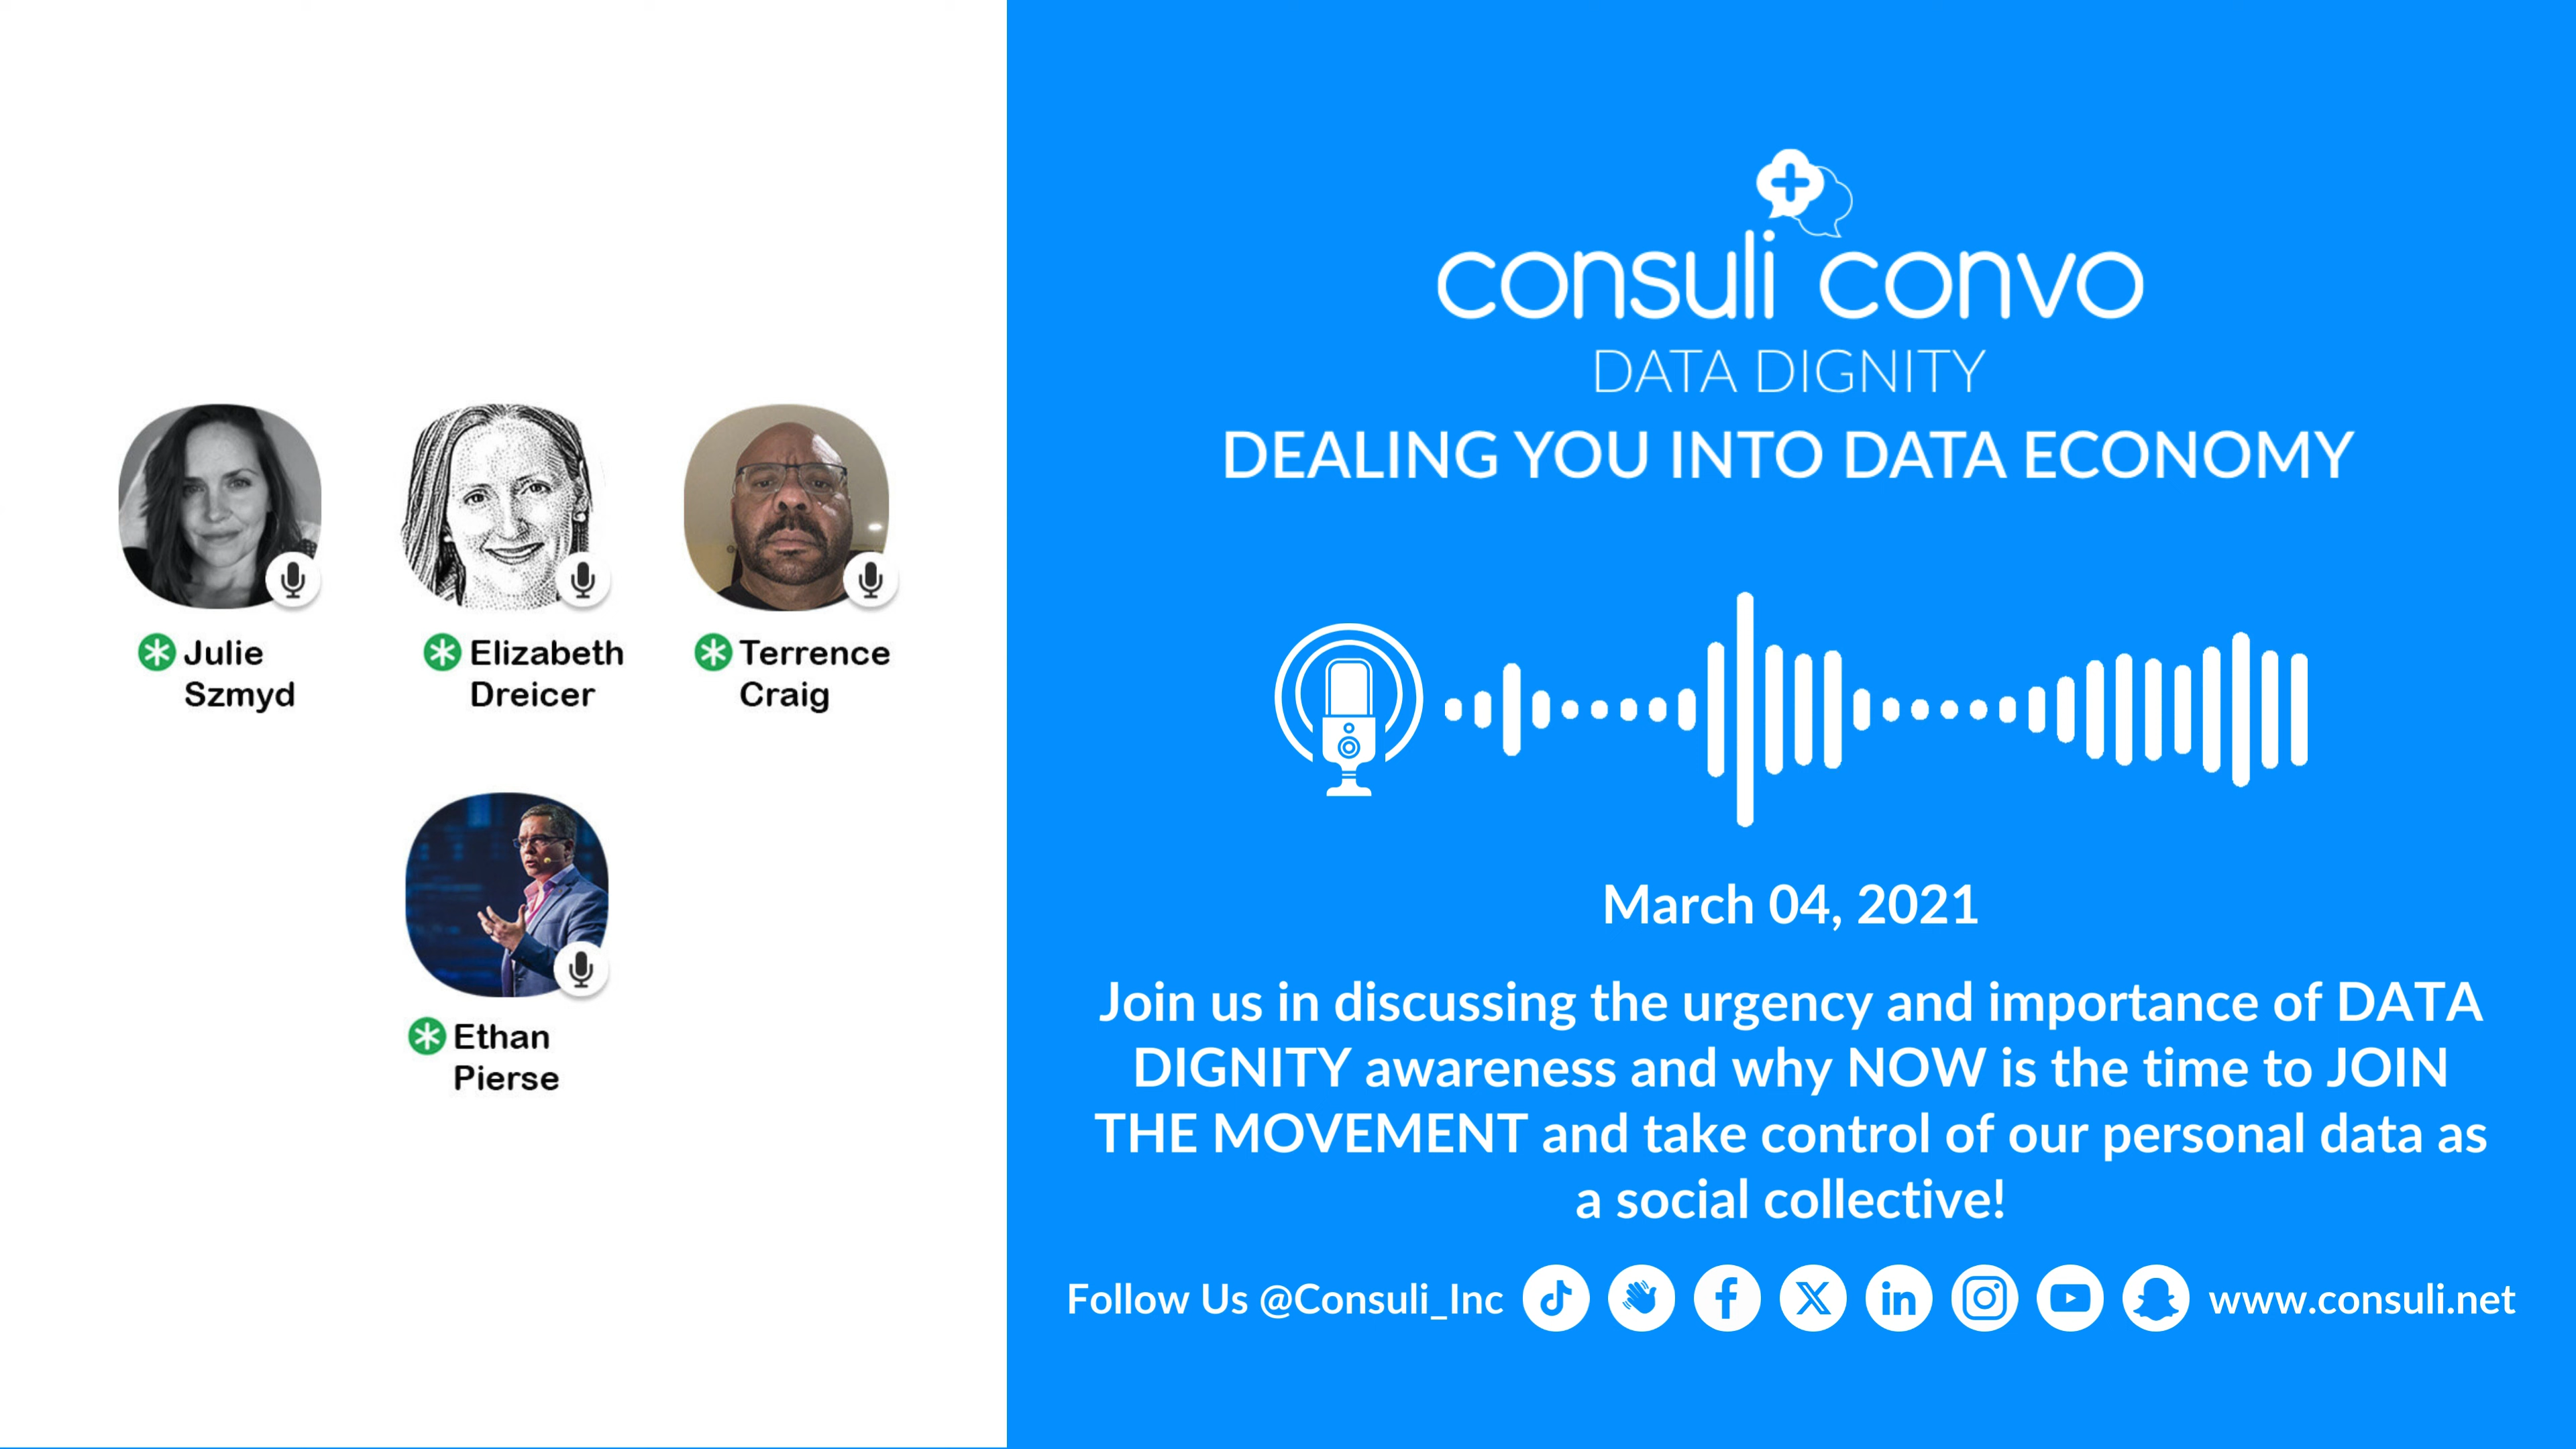 Julie
Szmyd
Elizabeth
Dreicer
Terrence
Craig
Ethan
Pierse
consuli convo
DATA DIGNITY
DEALING YOU INTO DATA ECONOMY
March 04, 2021
Join us in discussing the urgency and importance of DATA
DIGNITY awareness and why NOW is the time to JOIN
THE MOVEMENT and take control of our personal data as
a social collective!
Follow Us @Consuli_Inc
www.consuli.net